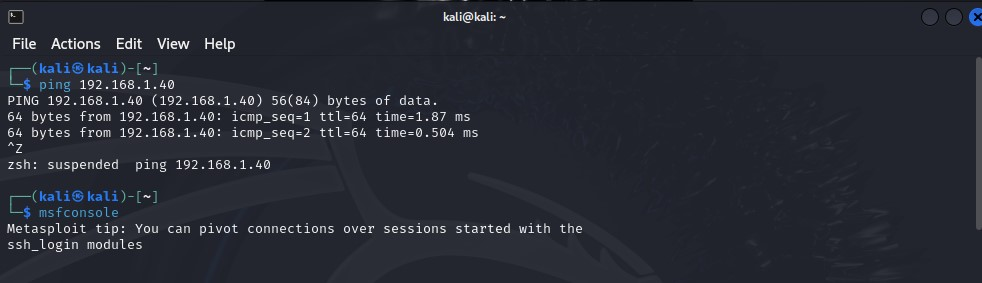 kali@kali: ~
File Actions Edit View Help
┌──(kali㉿kali)-[~]
└─$ ping 192.168.1.40
PING 192.168.1.40 (192.168.1.40) 56(84) bytes of data.
64 bytes from 192.168.1.40: icmp_seq=1 ttl=64 time=1.87 ms
64 bytes from 192.168.1.40: icmp_seq=2 ttl=64 time=0.504 ms
^Z
zsh: suspended  ping 192.168.1.40
┌──(kali㉿kali)-[~]
└─$ msfconsole
Metasploit tip: You can pivot connections over sessions started with the
ssh_login modules